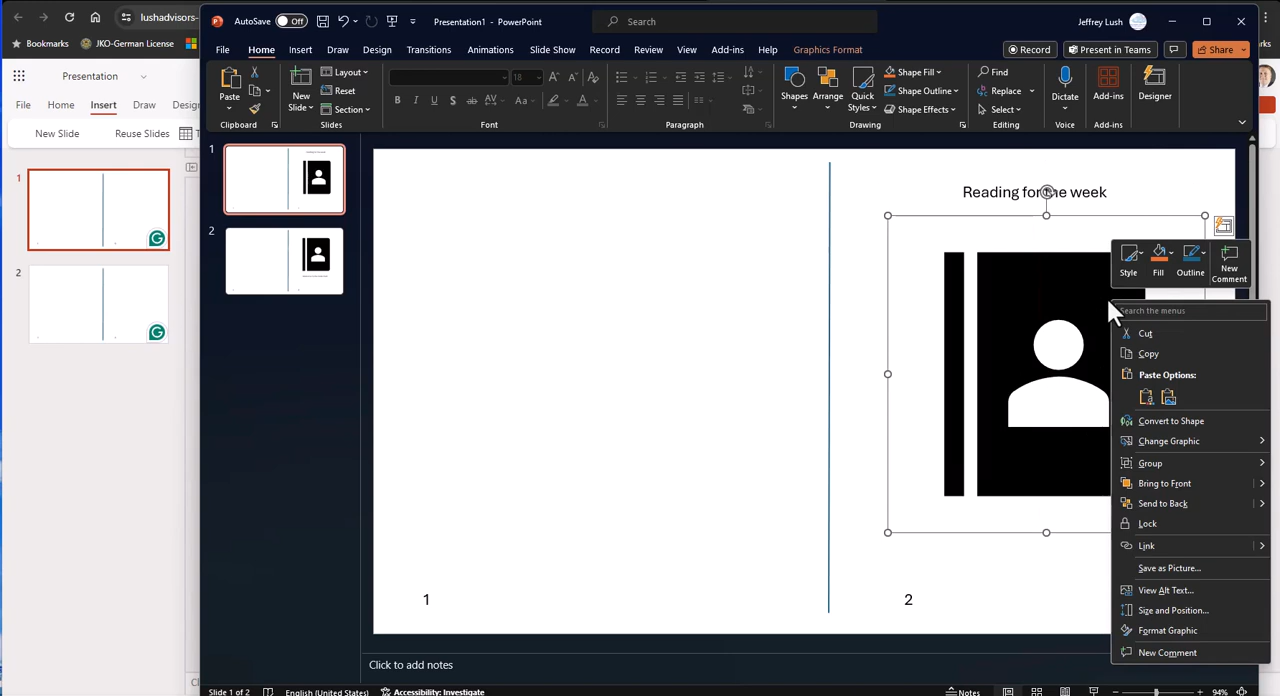 lushadvisors-
Bookmarks
JKO-German License
Presentation
File Home Insert Draw
New Slide Reuse Slides
1
2
AutoSave Off
Presentation1 - PowerPoint
Search
Jeffrey Lush
File Home Insert Draw Design Transitions Animations Slide Show Record Review View Add-ins Help Graphics Format
Record Present in Teams Share
Paste
Clipboard
New Slide
Layout
Reset
Section
Slides
18
B I U S ab AV Aa A
Font
Paragraph
Shapes Arrange Quick Styles
Shape Fill
Shape Outline
Shape Effects
Drawing
Find
Replace
Select
Editing
Dictate
Voice
Add-ins
Add-ins
Designer
1
2
Reading for the week
1
2
Style Fill Outline New Comment
Search the menus
Cut
Copy
Paste Options:
Convert to Shape
Change Graphic
Group
Bring to Front
Send to Back
Lock
Link
Save as Picture...
View Alt Text...
Size and Position...
Format Graphic
New Comment
Click to add notes
Slide 1 of 2 English (United States) Accessibility: Investigate Notes 94%